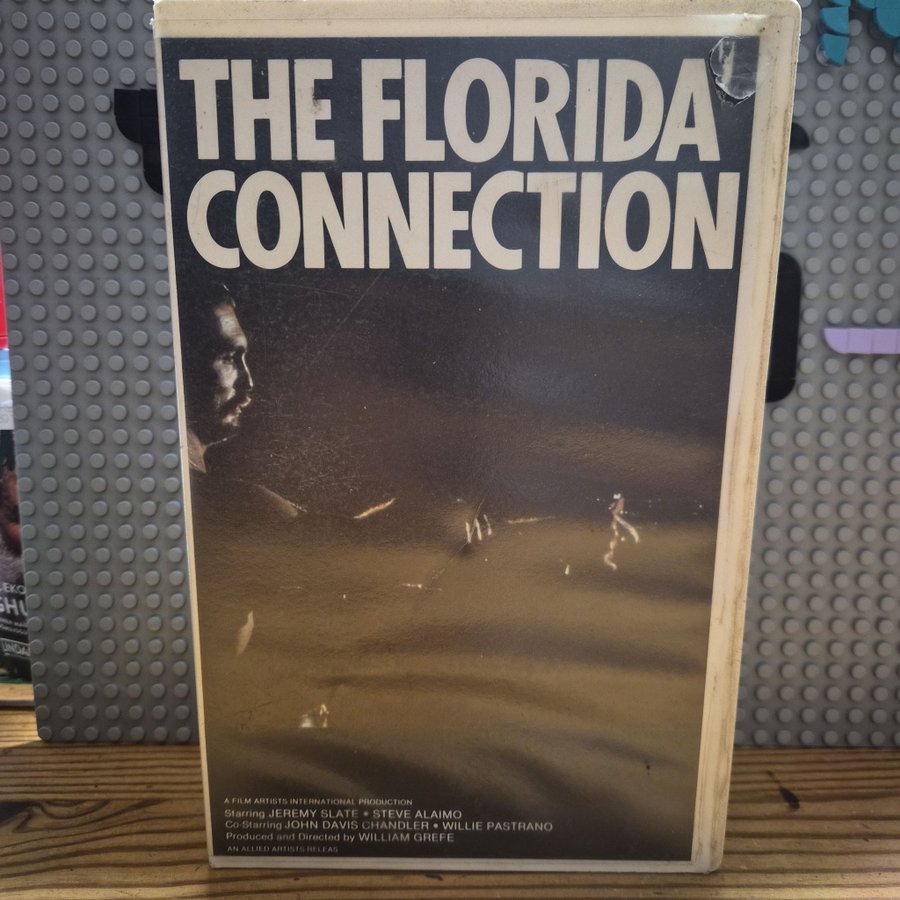 THE FLORIDA
CONNECTION
A FILM ARTISTS INTERNATIONAL PRODUCTION
Starring JEREMY SLATE • STEVE ALAIMO
Co-Starring JOHN DAVIS CHANDLER • WILLIE PASTRANO
Produced and Directed by WILLIAM GREFE
AN ALLIED ARTISTS RELEAS